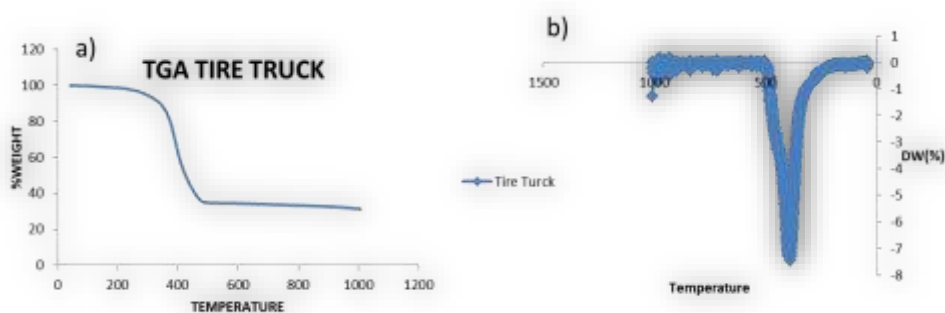 a)
TGA TIRE TRUCK
120
100
80
60
40
20
0
%WEIGHT
0 200 400 600 800 1000 1200
TEMPERATURE
Tire Turck
b)
1
0
-1
-2
-3
-4
-5
-6
-7
-8
1500 1000 500 0
DW(%)
Temperature